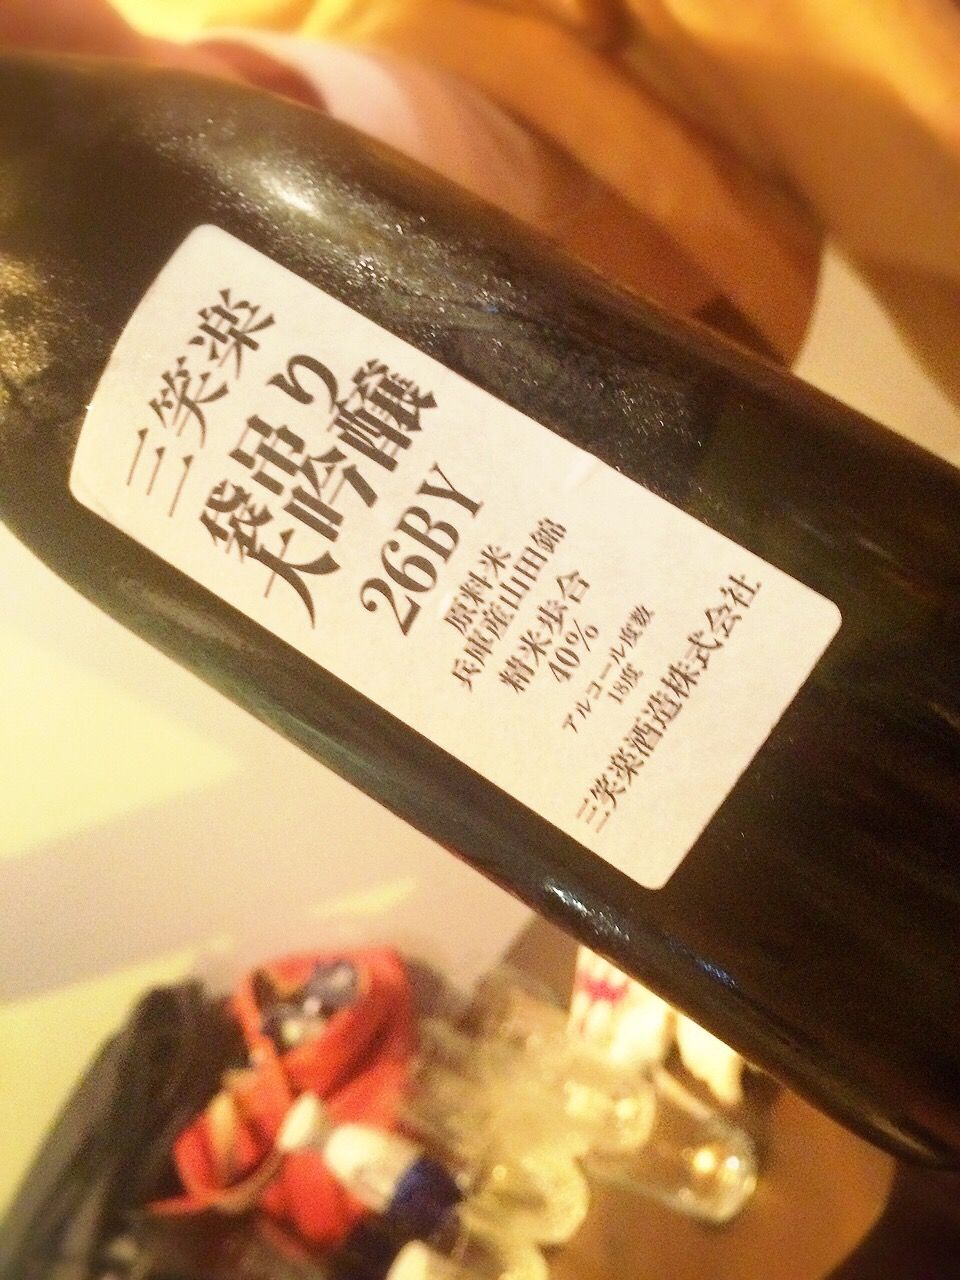 三笑楽
袋吊り
大吟醸
26BY
原料米
兵庫産山田錦
精米歩合
40%
アルコール度数
18度
三笑楽酒造株式会社